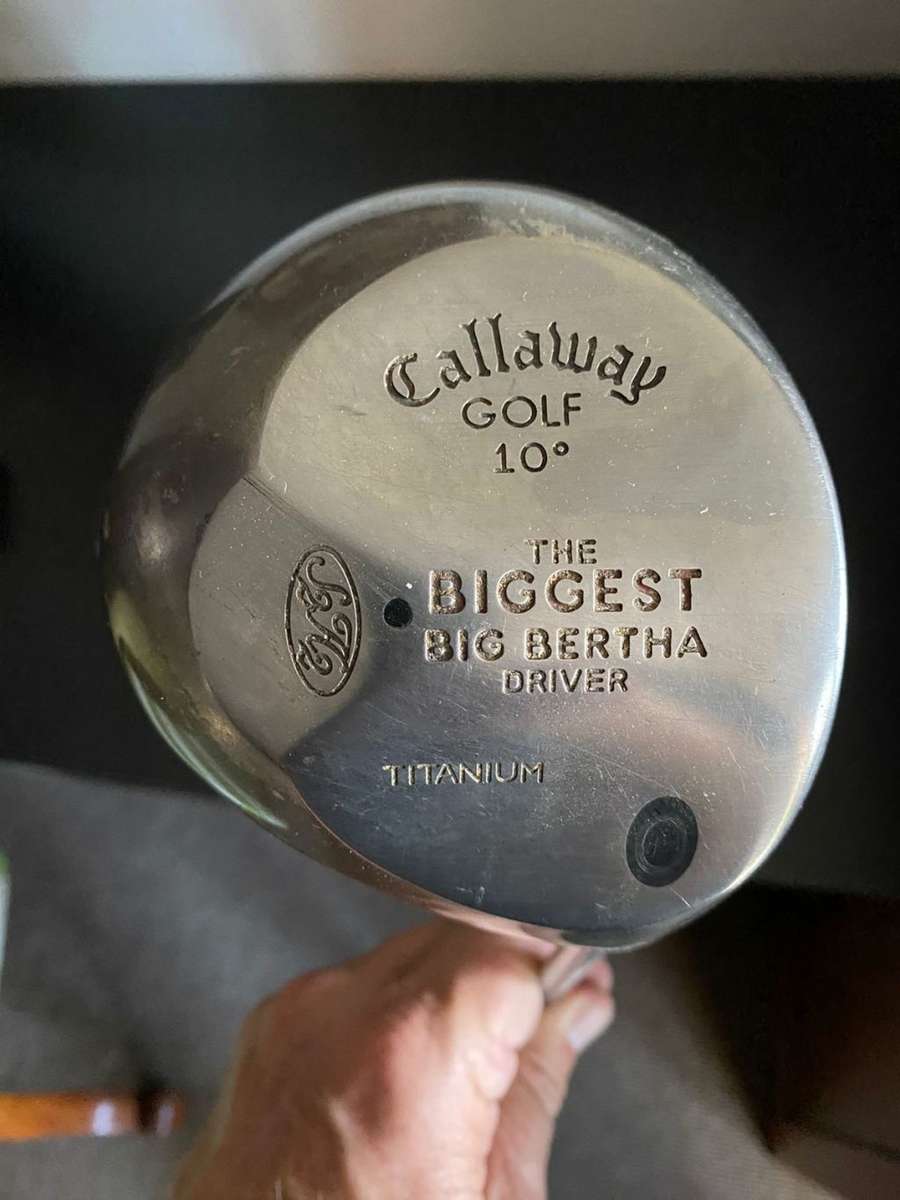 Callaway
GOLF
10°
THE
BIGGEST
BIG BERTHA
DRIVER
TITANIUM